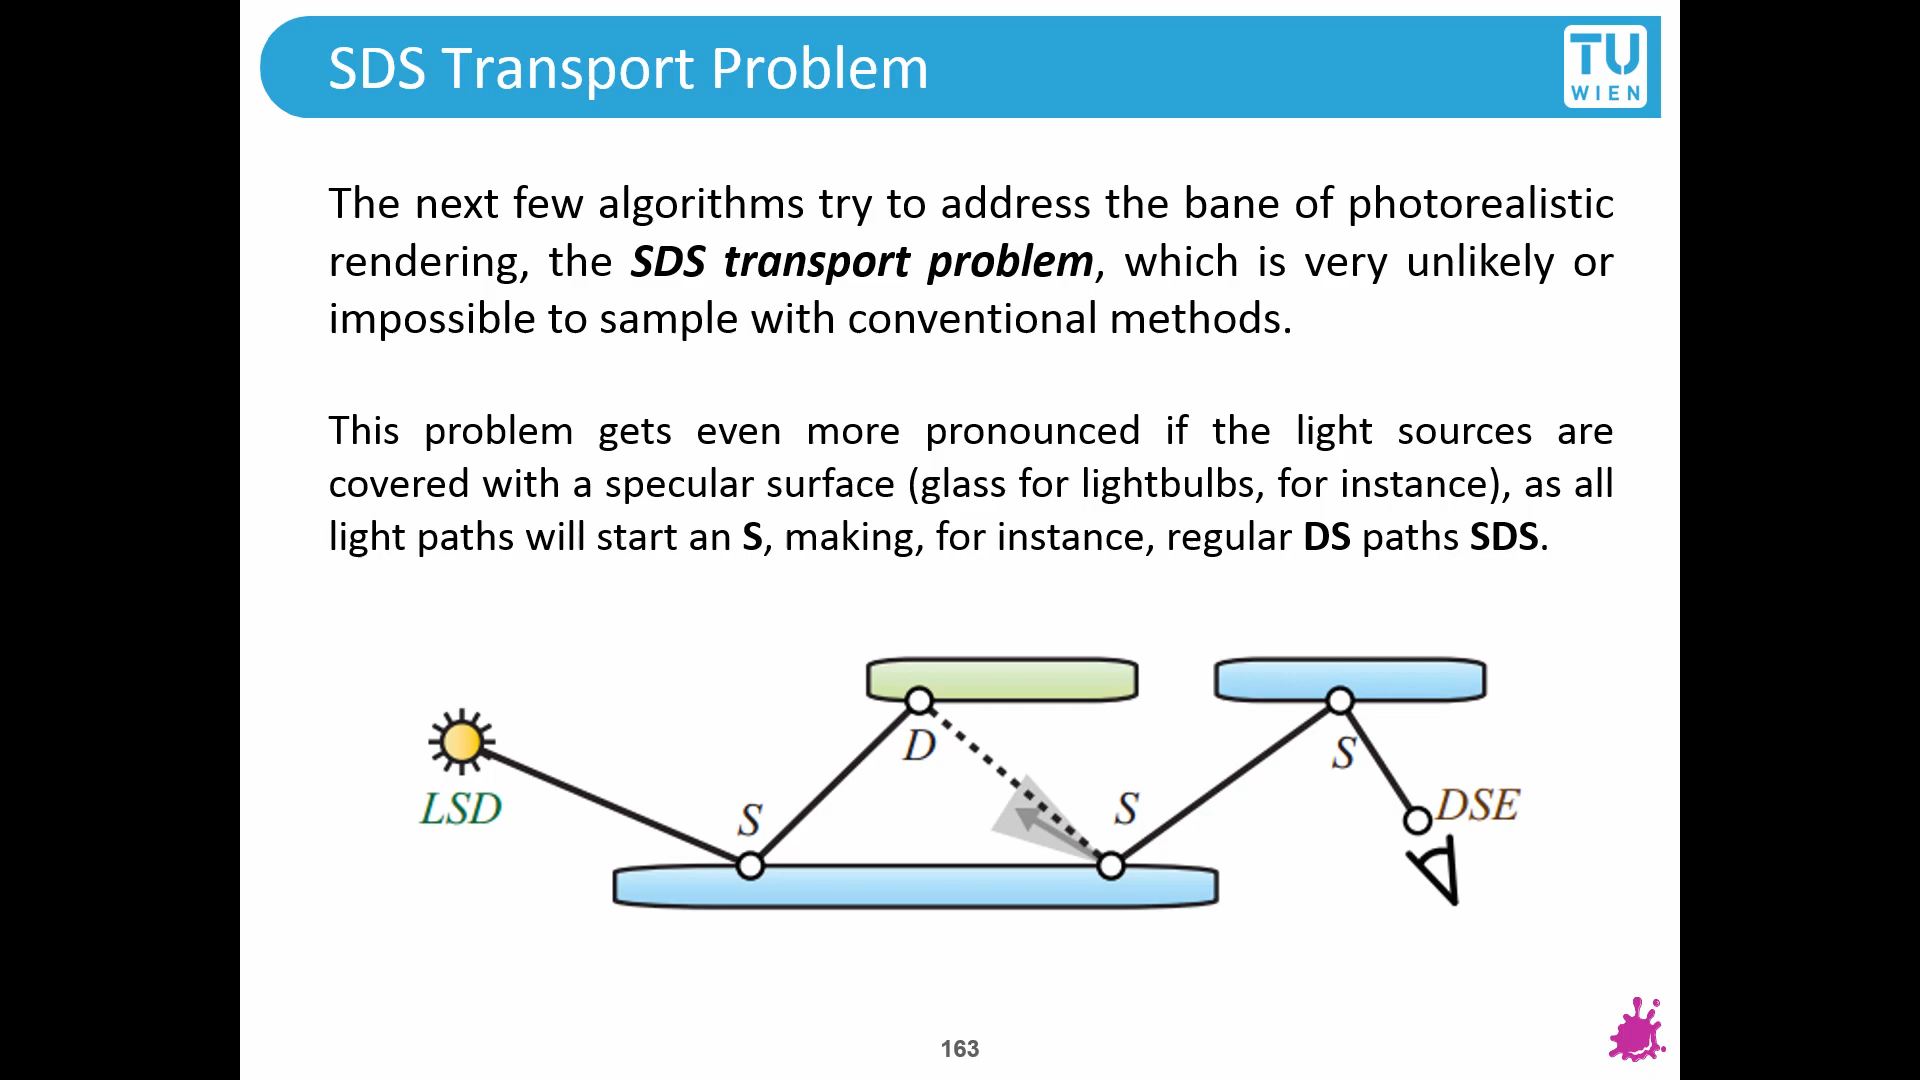 SDS Transport Problem
TU
WIEN
The next few algorithms try to address the bane of photorealistic
rendering, the SDS transport problem, which is very unlikely or
impossible to sample with conventional methods.
This problem gets even more pronounced if the light sources are
covered with a specular surface (glass for lightbulbs, for instance), as all
light paths will start an S, making, for instance, regular DS paths SDS.
LSD
S
D
S
S
DSE
163